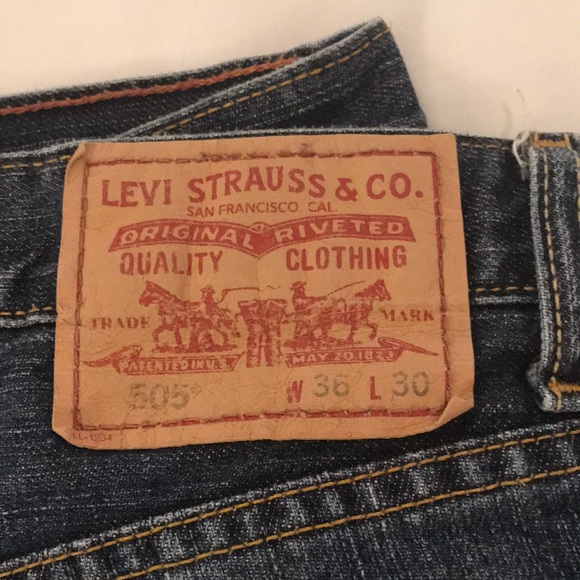 LEVI STRAUSS & CO.
SAN FRANCISCO. CAL.
ORIGINAL RIVETED
QUALITY CLOTHING
TRADE MARK
PATENTED IN U.S. MAY 20 1873
505® W 36 L 30